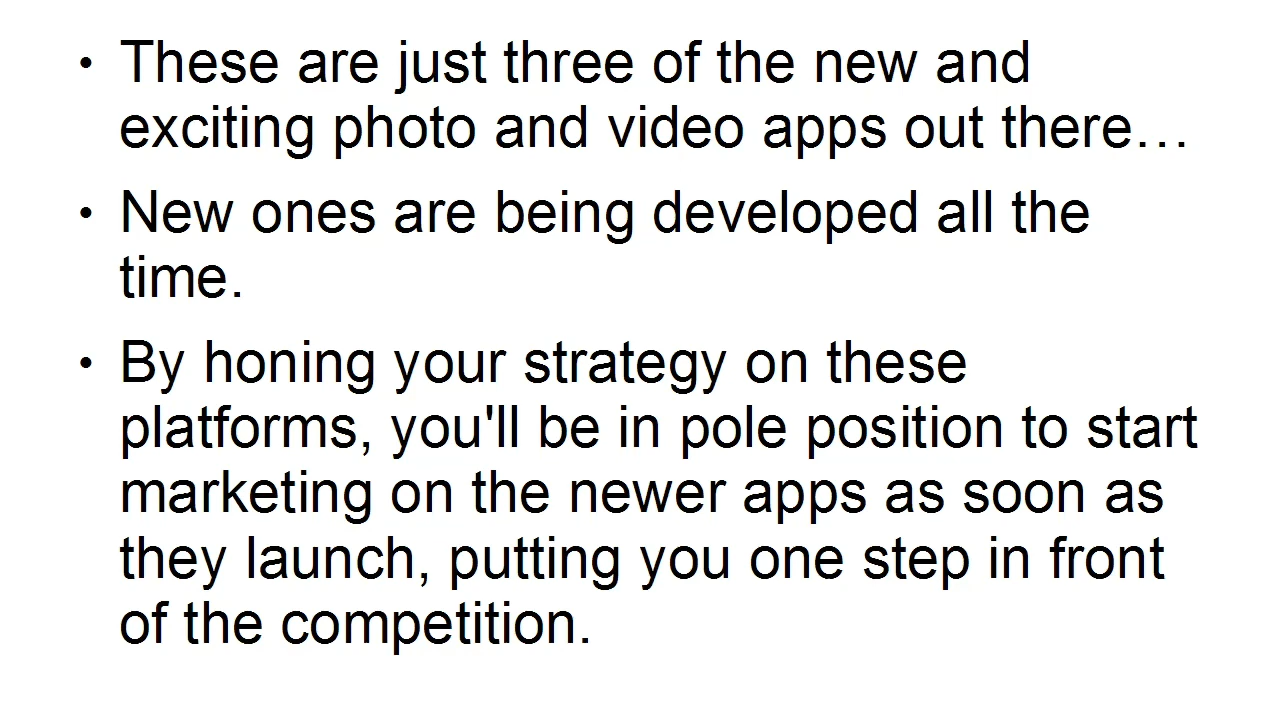 • These are just three of the new and
exciting photo and video apps out there…
• New ones are being developed all the
time.
• By honing your strategy on these
platforms, you'll be in pole position to start
marketing on the newer apps as soon as
they launch, putting you one step in front
of the competition.